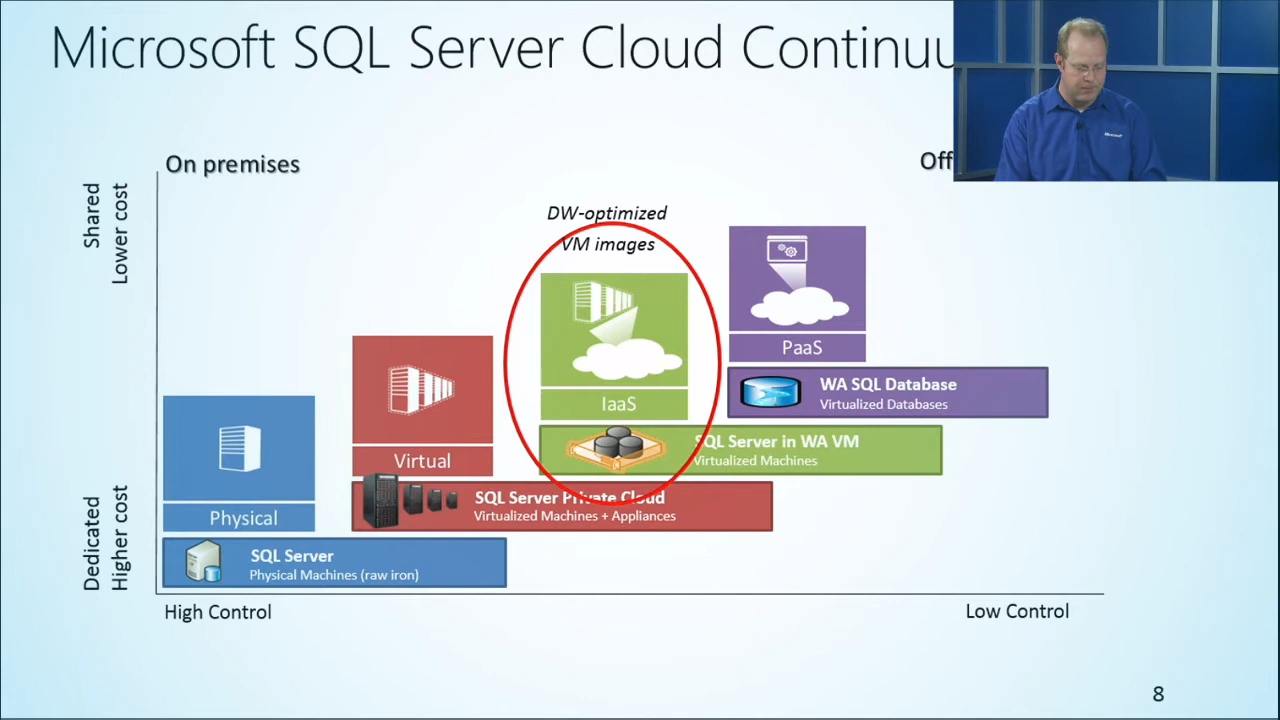 Microsoft SQL Server Cloud
On premises
Shared
Lower cost
DW-optimized
VM images
PaaS
WA SQL Database
Virtualized Databases
IaaS
SQL Server in WA VM
Virtualized Machines
Virtual
SQL Server Private Cloud
Virtualized Machines + Appliances
Physical
SQL Server
Physical Machines (raw iron)
Dedicated
Higher cost
High Control
Low Control
8
Microsoft